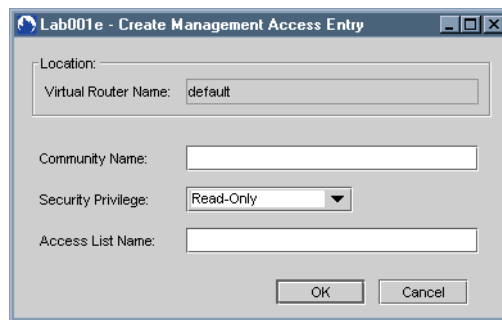 Lab001e - Create Management Access Entry
Location:
Virtual Router Name: default
Community Name:
Security Privilege: Read-Only
Access List Name:
OK Cancel